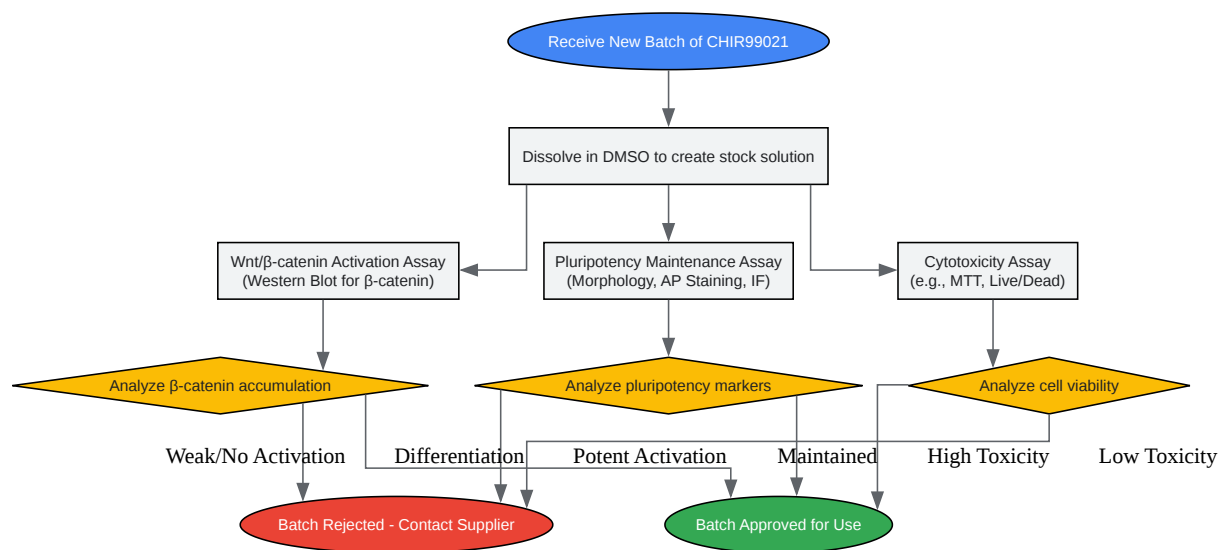 Receive New Batch of CHIR99021
Dissolve in DMSO to create stock solution
Wnt/β-catenin Activation Assay
(Western Blot for β-catenin)
Pluripotency Maintenance Assay
(Morphology, AP Staining, IF)
Cytotoxicity Assay
(e.g., MTT, Live/Dead)
Analyze β-catenin accumulation
Analyze pluripotency markers
Analyze cell viability
Weak/No Activation
Differentiation
Potent Activation
Maintained
High Toxicity
Low Toxicity
Batch Rejected - Contact Supplier
Batch Approved for Use